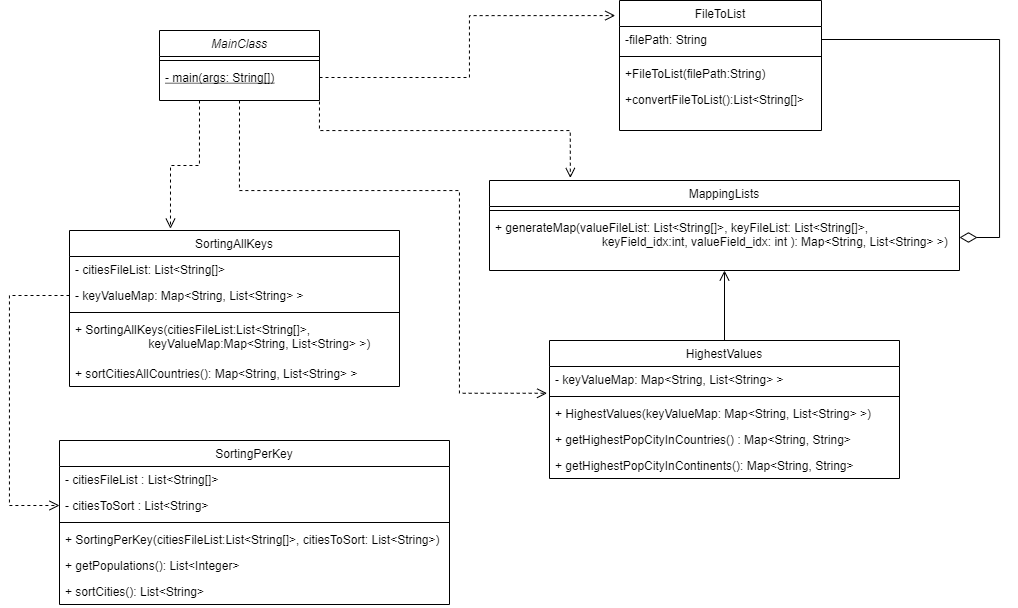 MainClass
- main(args: String[])
FileToList
-filePath: String
+FileToList(filePath:String)
+convertFileToList():List<String[]>
MappingLists
+ generateMap(valueFileList: List<String[]>, keyFileList: List<String[]>,
keyField_idx:int, valueField_idx: int ): Map<String, List<String> >)
SortingAllKeys
- citiesFileList: List<String[]>
- keyValueMap: Map<String, List<String> >
+ SortingAllKeys(citiesFileList:List<String[]>,
keyValueMap:Map<String, List<String> >)
+ sortCitiesAllCountries(): Map<String, List<String> >
HighestValues
- keyValueMap: Map<String, List<String> >
+ HighestValues(keyValueMap: Map<String, List<String> >)
+ getHighestPopCityInCountries() : Map<String, String>
+ getHighestPopCityInContinents(): Map<String, String>
SortingPerKey
- citiesFileList : List<String[]>
- citiesToSort : List<String>
+ SortingPerKey(citiesFileList:List<String[]>, citiesToSort: List<String>)
+ getPopulations(): List<Integer>
+ sortCities(): List<String>